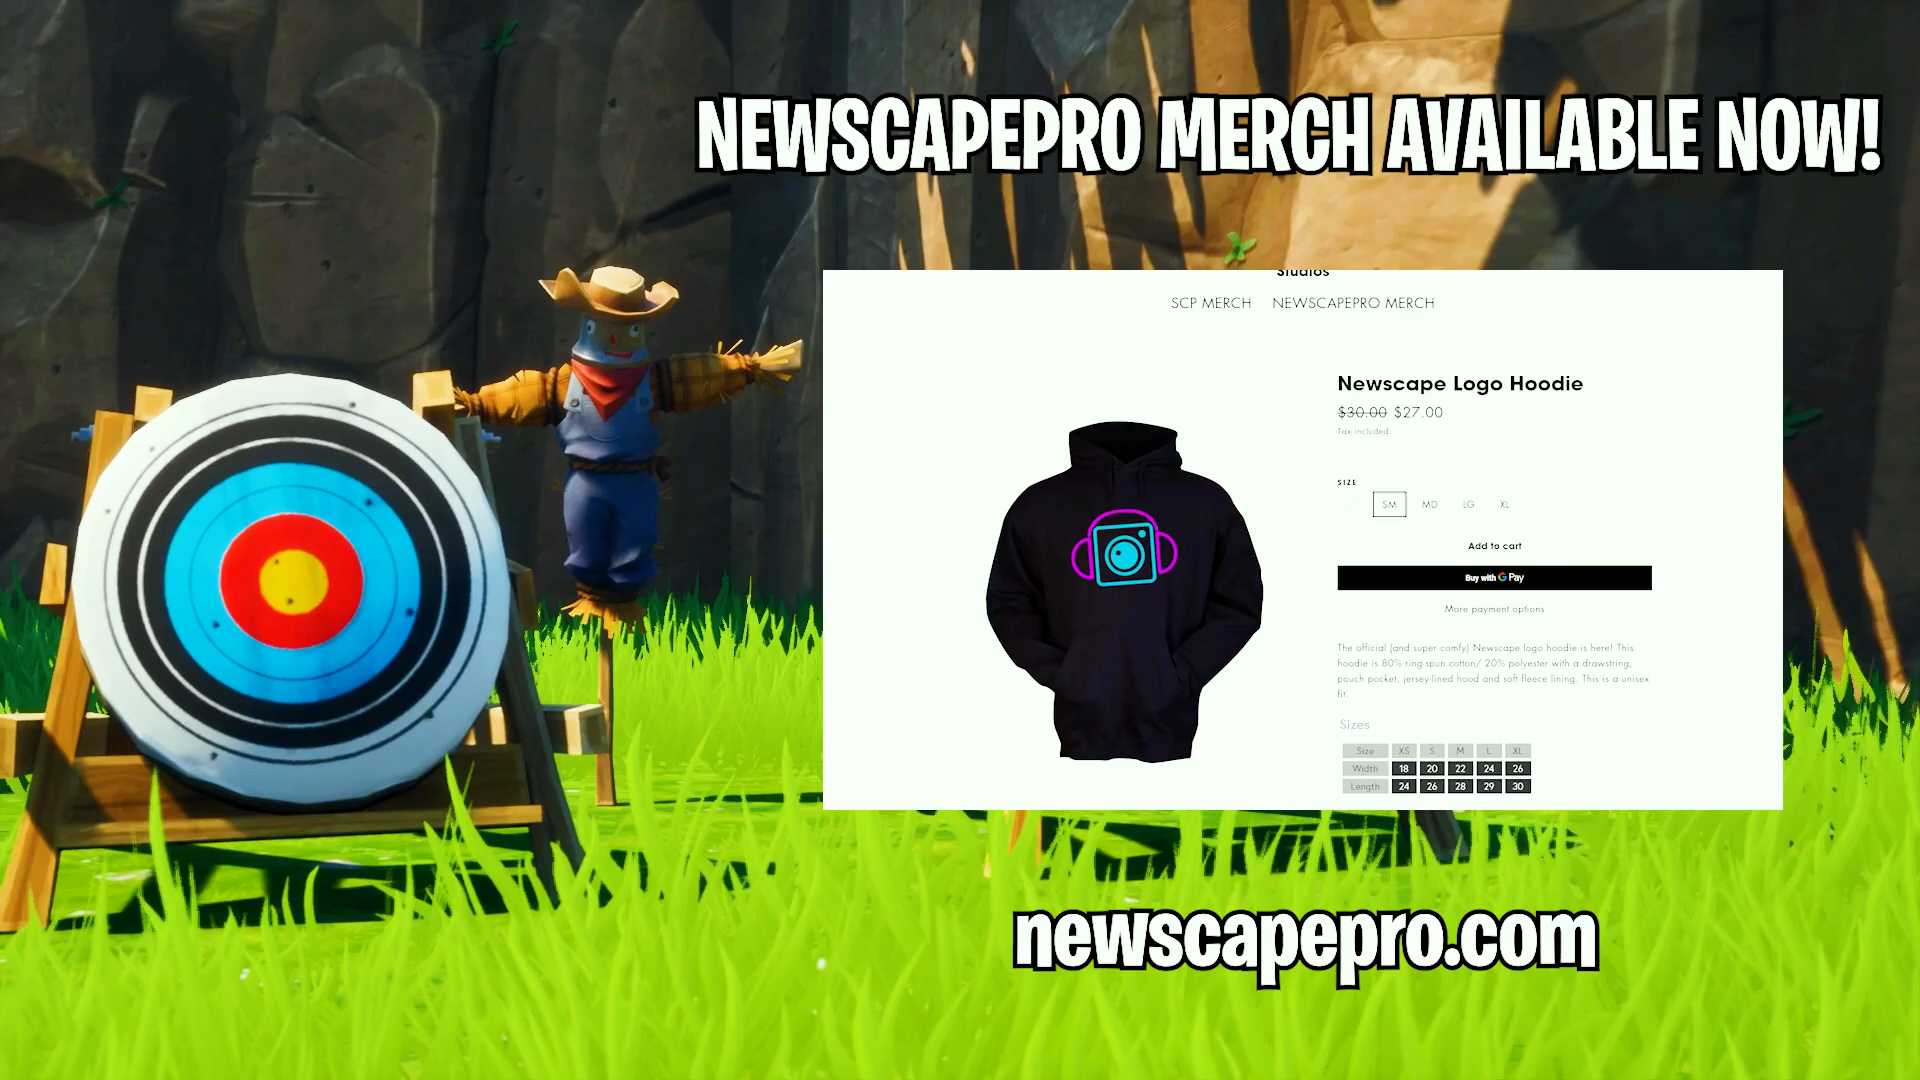 NEWSCAPEPRO MERCH AVAILABLE NOW!
Studios
SCP MERCH NEWSCAPEPRO MERCH
Newscape Logo Hoodie
$30.00 $27.00
Tax included.
SIZE
SM MD LG XL
Add to cart
Buy with G Pay
More payment options
The official (and super comfy) Newscape logo hoodie is here! This
hoodie is 80% ring-spun cotton/ 20% polyester with a drawstring,
pouch pocket, jersey-lined hood and soft fleece lining. This is a unisex
fit.
Sizes
Size XS S M L XL
Width 18 20 22 24 26
Length 24 26 28 29 30
newscapepro.com